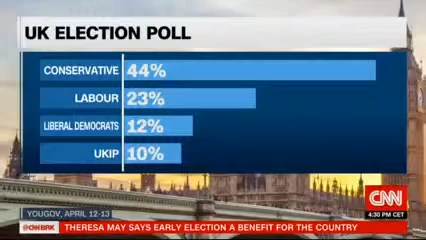 UK ELECTION POLL
CONSERVATIVE 44%
LABOUR 23%
LIBERAL DEMOCRATS 12%
UKIP 10%
CNN
4:30 PM CET
YOUGOV, APRIL 12-13
@CNNBRK THERESA MAY SAYS EARLY ELECTION A BENEFIT FOR THE COUNTRY